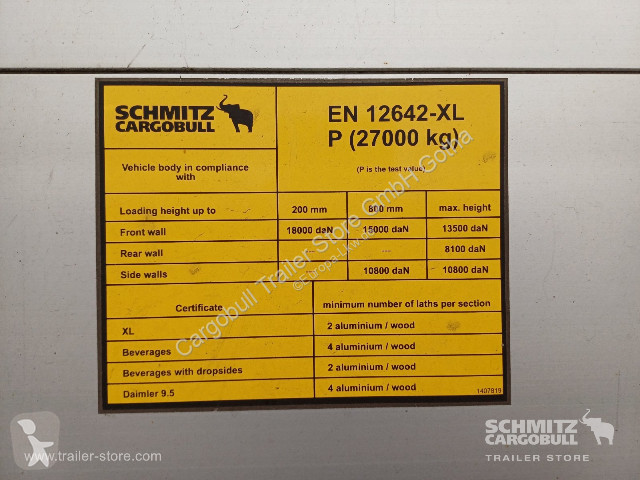 SCHMITZ
CARGOBULL
EN 12642-XL
P (27000 kg)
Vehicle body in compliance
with
(P is the test value)
Loading height up to 200 mm 800 mm max. height
Front wall 18000 daN 15000 daN 13500 daN
Rear wall 8100 daN
Side walls 10800 daN 10800 daN
Certificate minimum number of laths per section
XL 2 aluminium / wood
Beverages 4 aluminium / wood
Beverages with dropsides 2 aluminium / wood
Daimler 9.5 4 aluminium / wood
1407819
Cargobull Trailer Store GmbH Gotha
©Europa-Lkw.de
www.trailer-store.com
SCHMITZ
CARGOBULL
TRAILER STORE